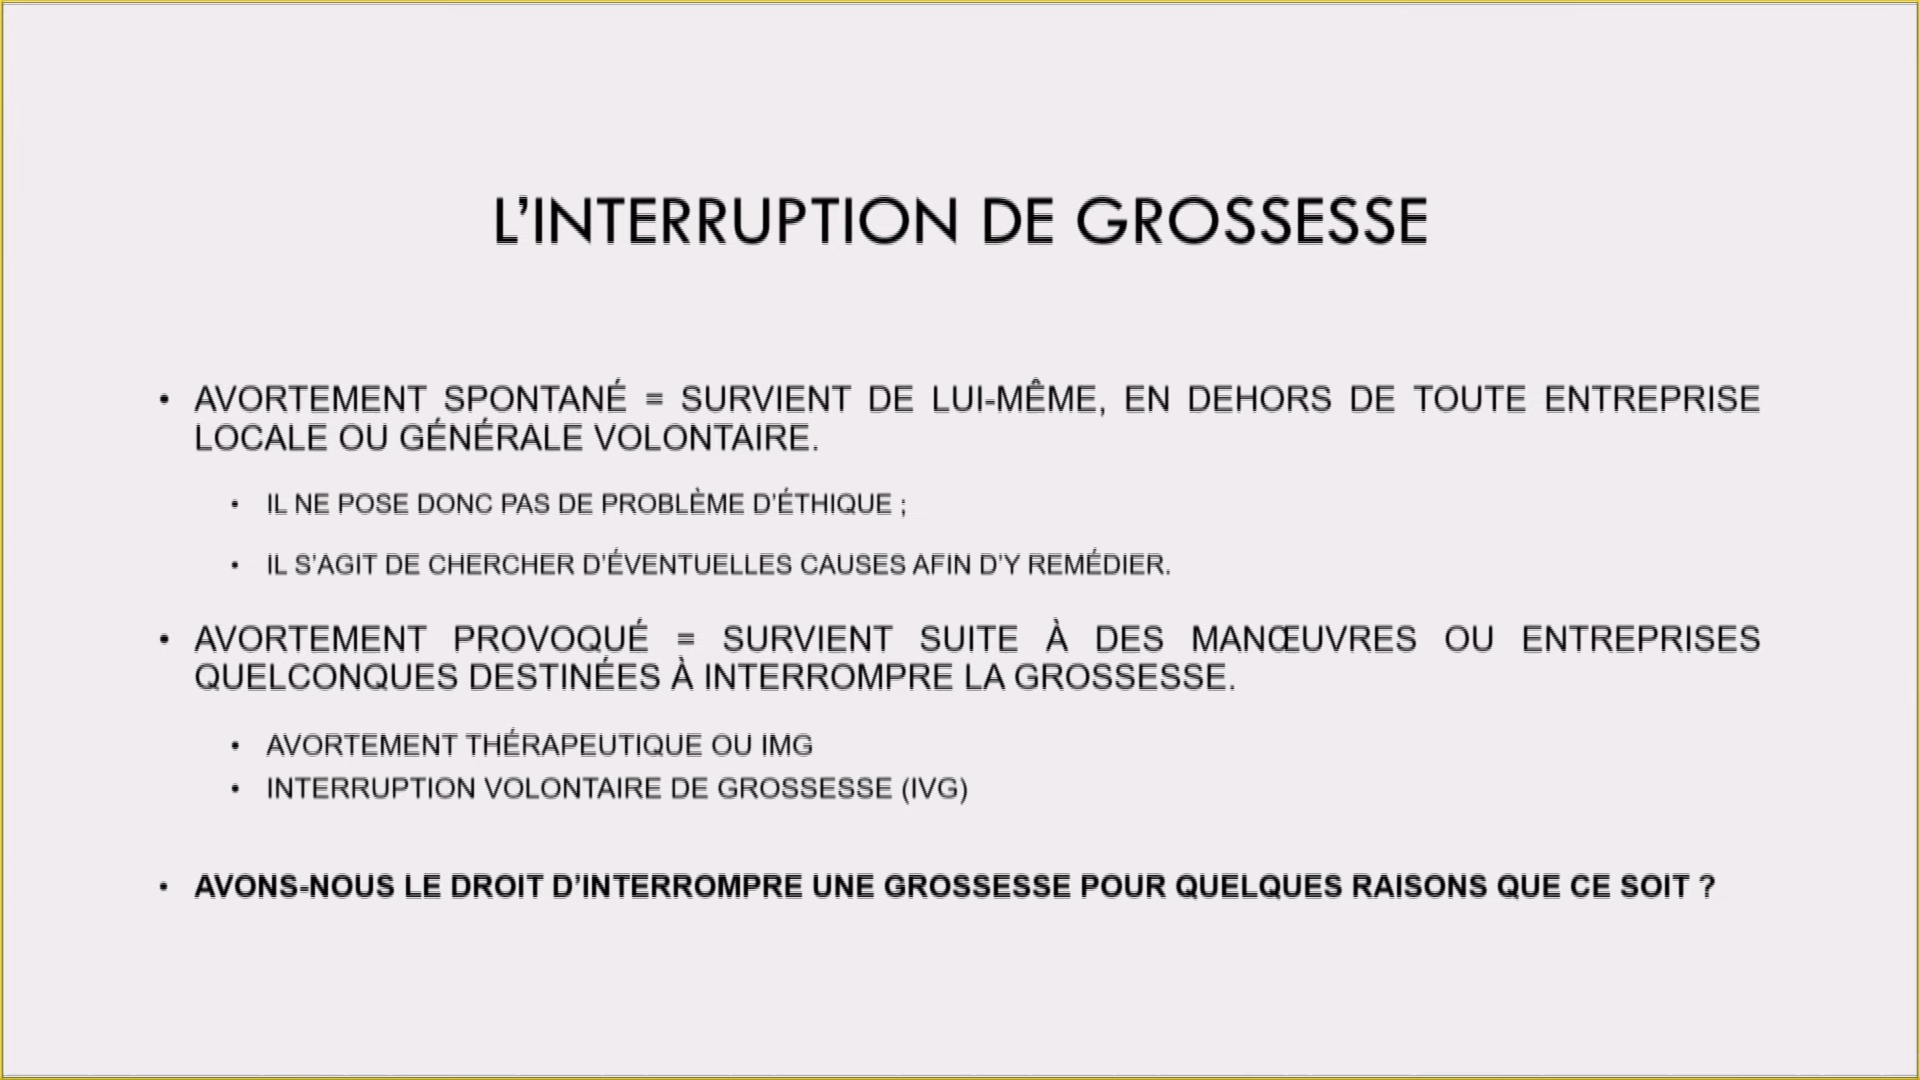 L’INTERRUPTION DE GROSSESSE
• AVORTEMENT SPONTANÉ = SURVIENT DE LUI-MÊME, EN DEHORS DE TOUTE ENTREPRISE
LOCALE OU GÉNÉRALE VOLONTAIRE.
• IL NE POSE DONC PAS DE PROBLÈME D’ÉTHIQUE ;
• IL S’AGIT DE CHERCHER D’ÉVENTUELLES CAUSES AFIN D’Y REMÉDIER.
• AVORTEMENT PROVOQUÉ = SURVIENT SUITE À DES MANŒUVRES OU ENTREPRISES
QUELCONQUES DESTINÉES À INTERROMPRE LA GROSSESSE.
• AVORTEMENT THÉRAPEUTIQUE OU IMG
• INTERRUPTION VOLONTAIRE DE GROSSESSE (IVG)
• AVONS-NOUS LE DROIT D’INTERROMPRE UNE GROSSESSE POUR QUELQUES RAISONS QUE CE SOIT ?